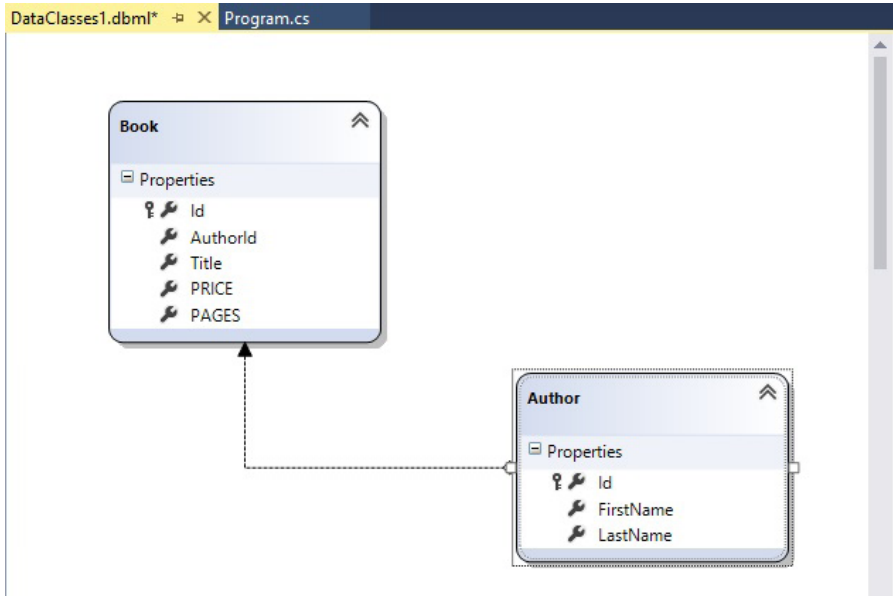 DataClasses1.dbml* Program.cs
Book
Properties
Id
AuthorId
Title
PRICE
PAGES
Author
Properties
Id
FirstName
LastName